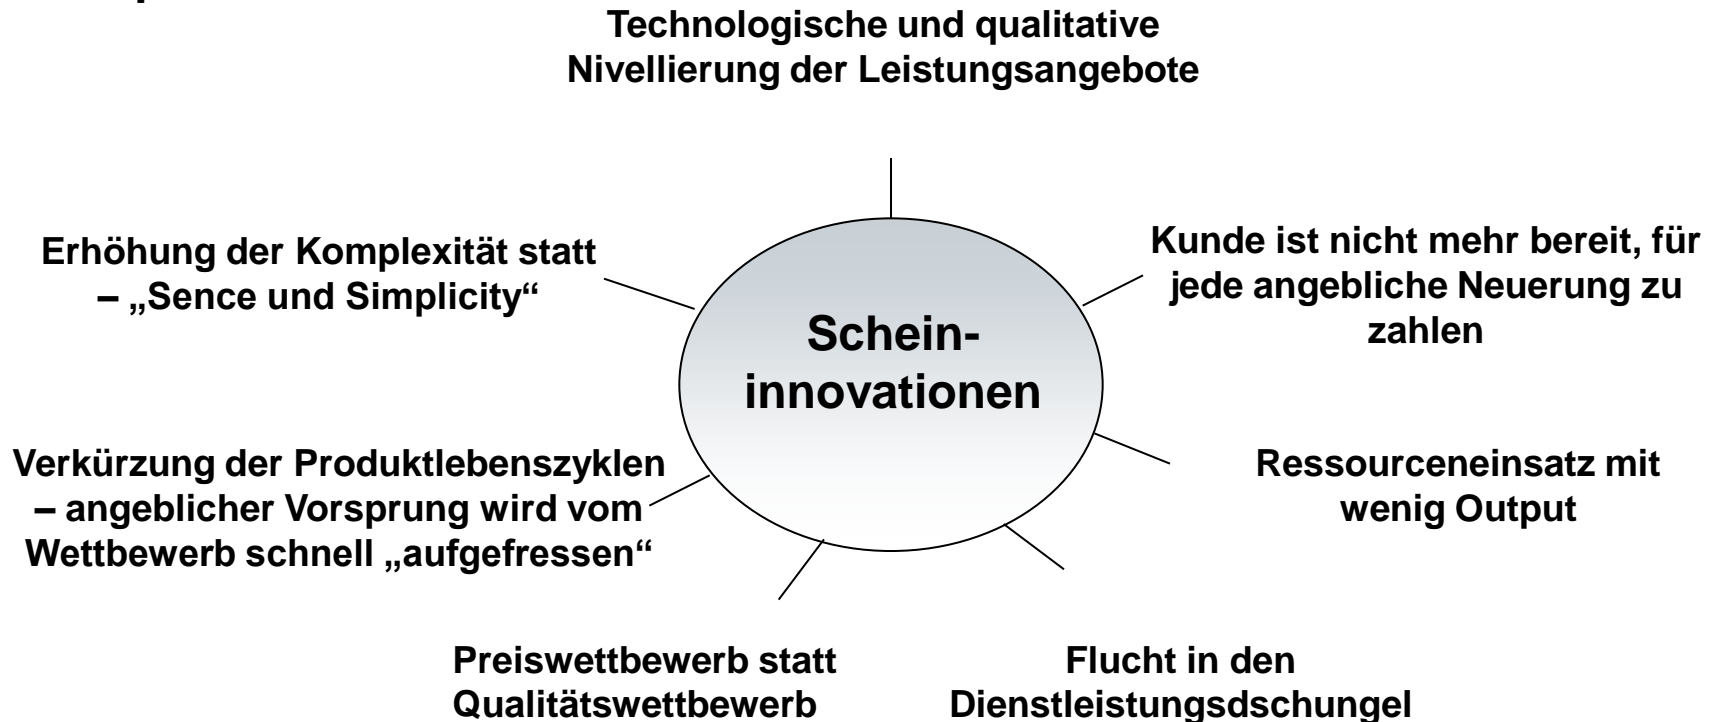 Technologische und qualitative
Nivellierung der Leistungsangebote
Erhöhung der Komplexität statt
– „Sence und Simplicity“
Kunde ist nicht mehr bereit, für
jede angebliche Neuerung zu
zahlen
Schein-
innovationen
Verkürzung der Produktlebenszyklen
– angeblicher Vorsprung wird vom
Wettbewerb schnell „aufgefressen“
Ressourceneinsatz mit
wenig Output
Preiswettbewerb statt
Qualitätswettbewerb
Flucht in den
Dienstleistungsdschungel